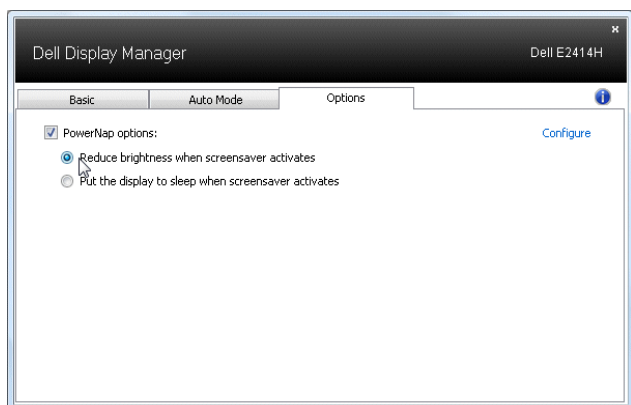 x
Dell Display Manager
Dell E2414H
Basic
Auto Mode
Options
i
PowerNap options:
Configure
Reduce brightness when screensaver activates
Put the display to sleep when screensaver activates